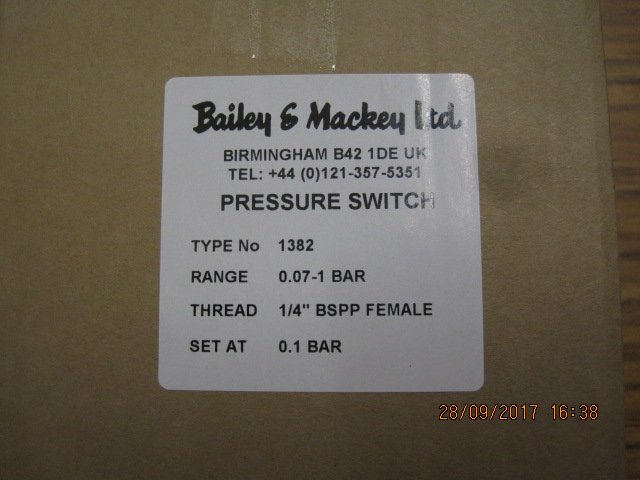 Bailey & Mackey Ltd.
BIRMINGHAM B42 1DE UK
TEL: +44 (0)121-357-5351
PRESSURE SWITCH
TYPE No 1382
RANGE 0.07-1 BAR
THREAD 1/4" BSPP FEMALE
SET AT 0.1 BAR
28/09/2017 16:38